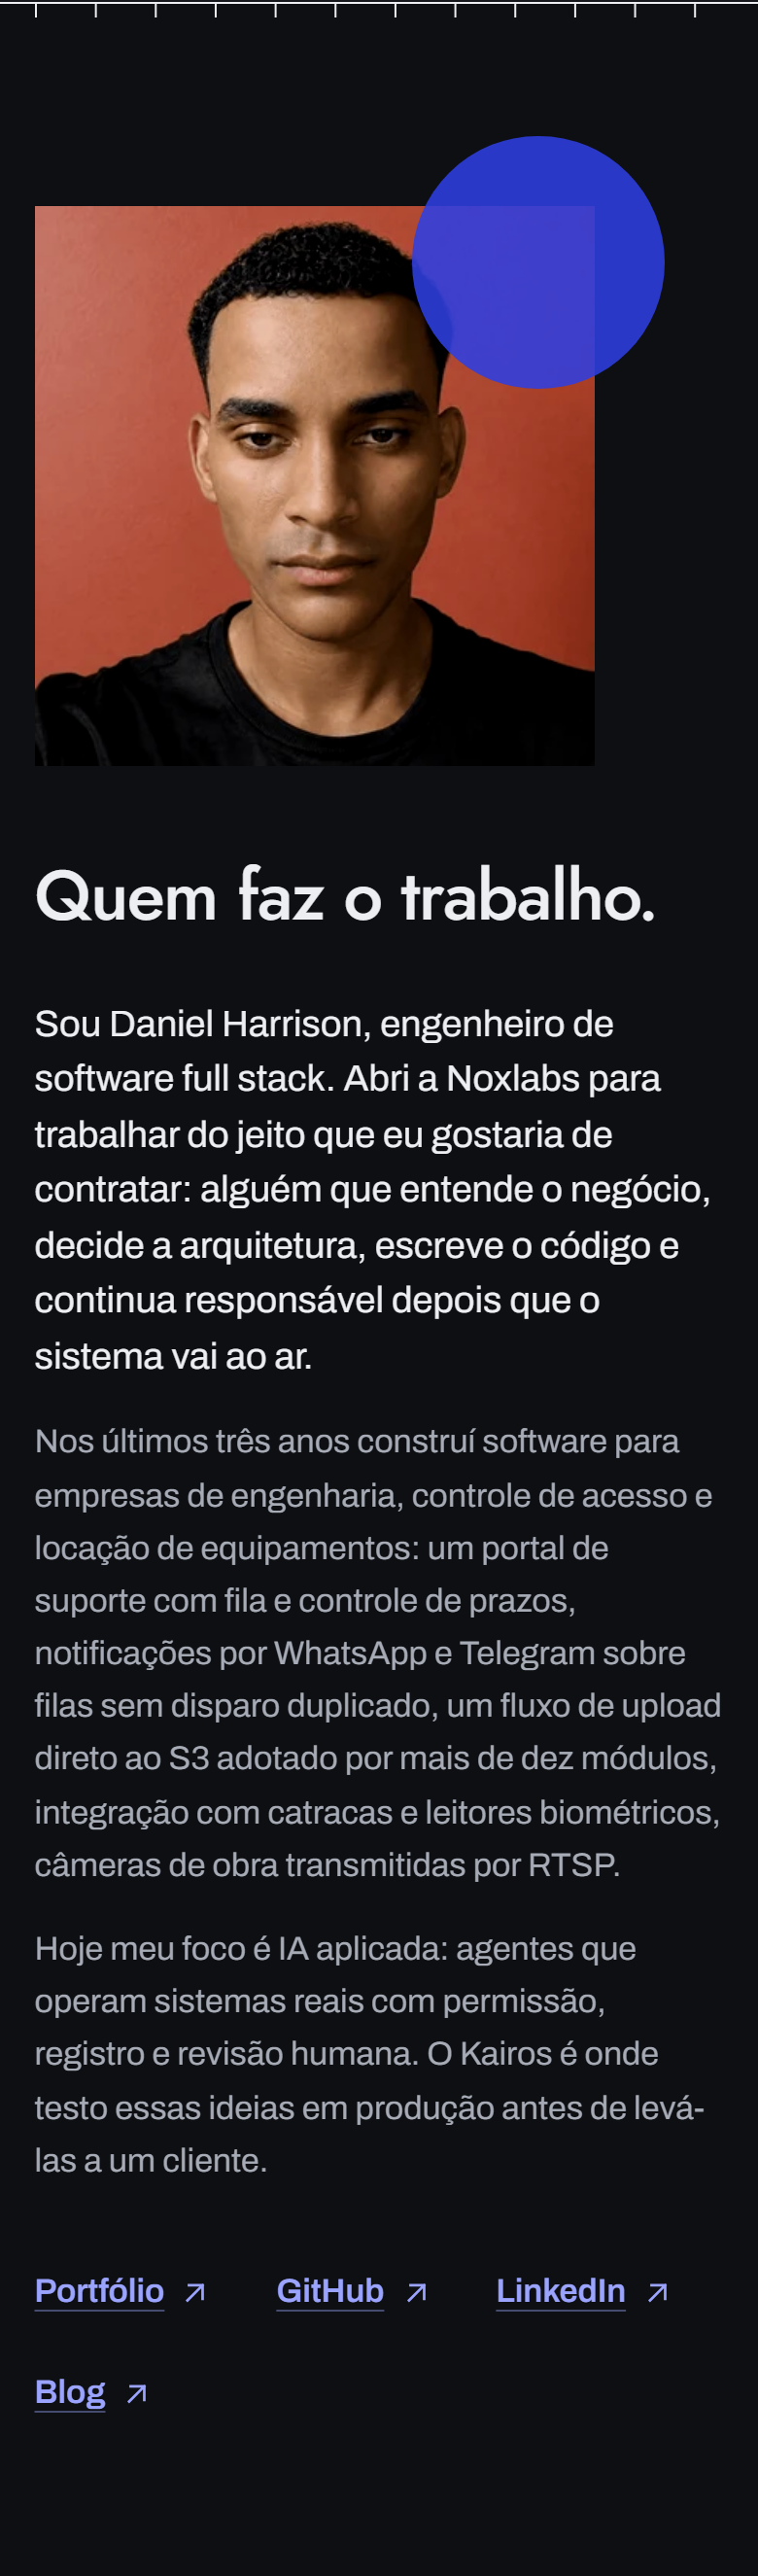 Quem faz o trabalho.
Sou Daniel Harrison, engenheiro de
software full stack. Abri a Noxlabs para
trabalhar do jeito que eu gostaria de
contratar: alguém que entende o negócio,
decide a arquitetura, escreve o código e
continua responsável depois que o
sistema vai ao ar.
Nos últimos três anos construí software para
empresas de engenharia, controle de acesso e
locação de equipamentos: um portal de
suporte com fila e controle de prazos,
notificações por WhatsApp e Telegram sobre
filas sem disparo duplicado, um fluxo de upload
direto ao S3 adotado por mais de dez módulos,
integração com catracas e leitores biométricos,
câmeras de obra transmitidas por RTSP.
Hoje meu foco é IA aplicada: agentes que
operam sistemas reais com permissão,
registro e revisão humana. O Kairos é onde
testo essas ideias em produção antes de levá-
las a um cliente.
Portfólio GitHub LinkedIn
Blog